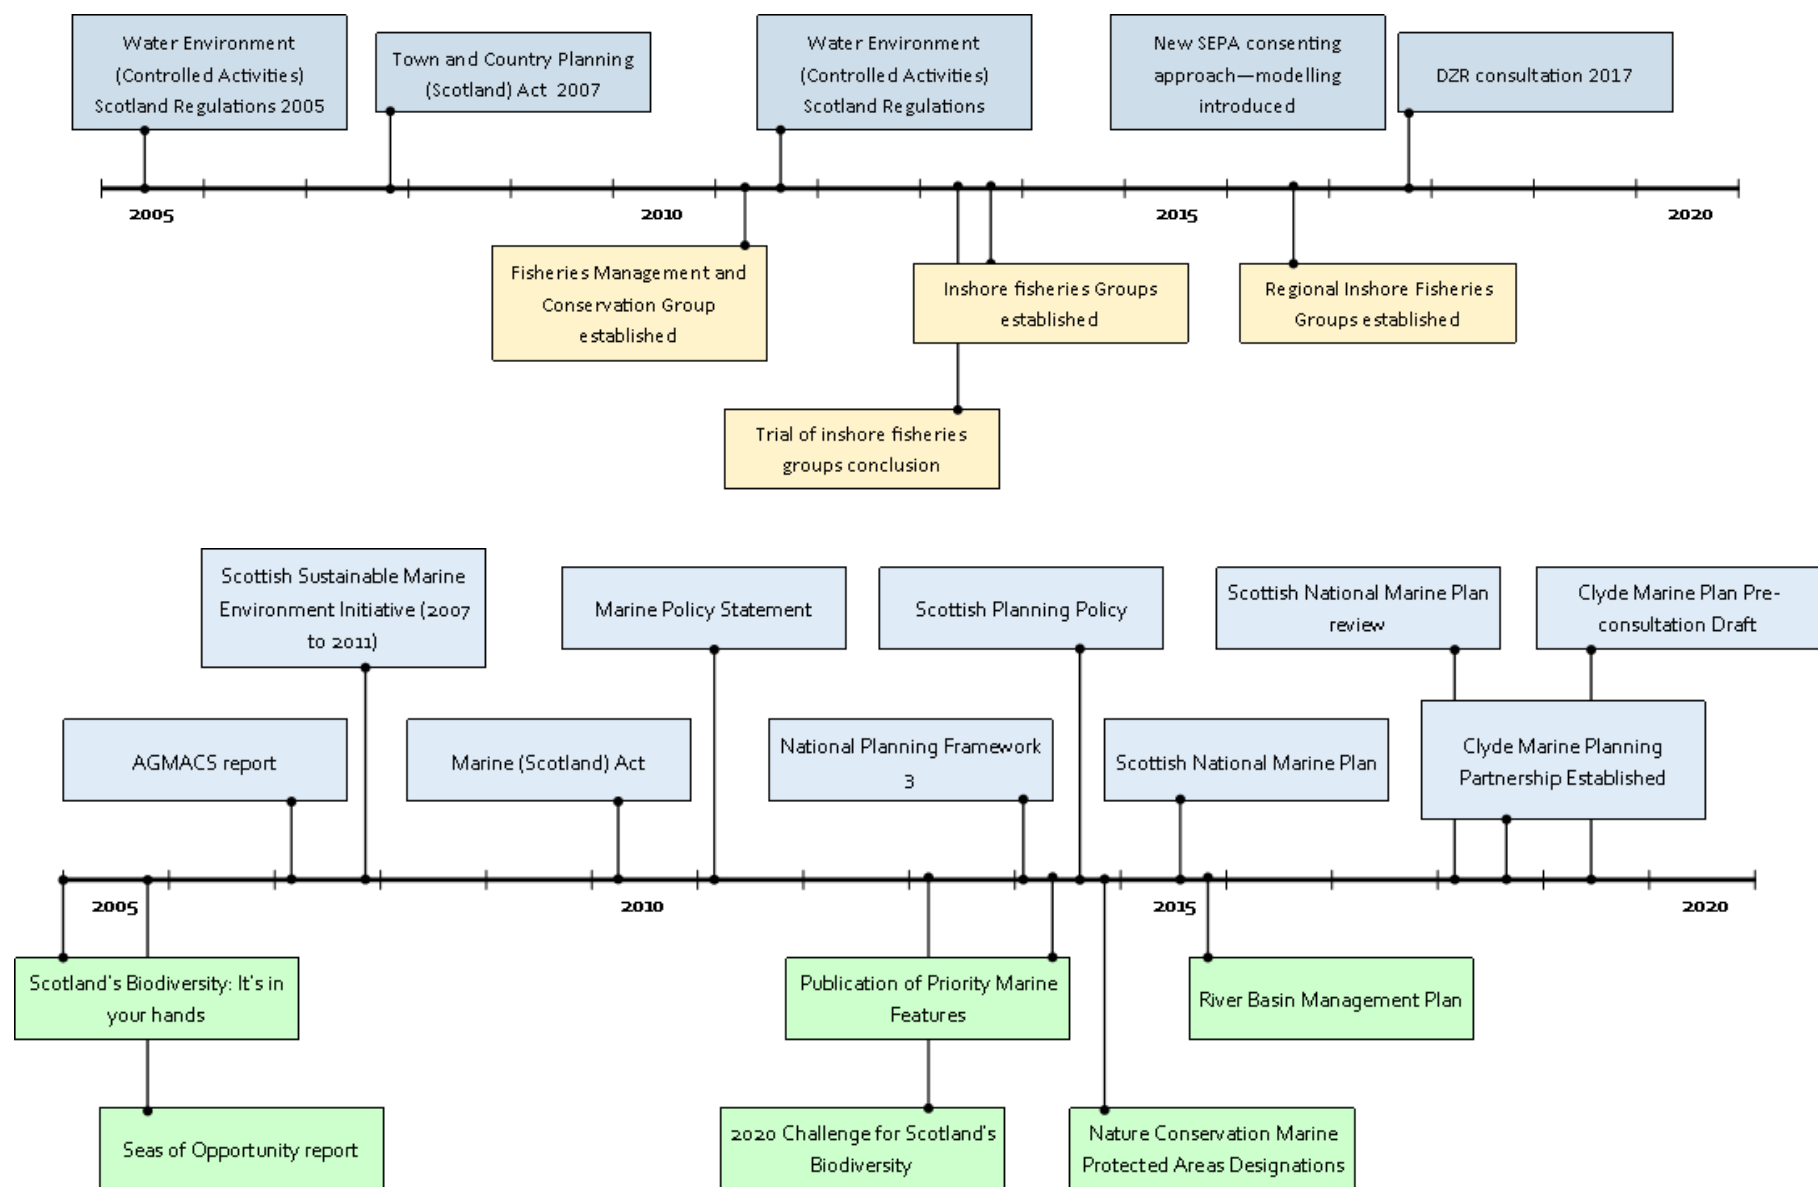 Water Environment
(Controlled Activities)
Scotland Regulations 2005
Town and Country Planning
(Scotland) Act 2007
Water Environment
(Controlled Activities)
Scotland Regulations
New SEPA consenting
approach—modelling
introduced
DZR consultation 2017
2005
2010
2015
2020
Fisheries Management and
Conservation Group
established
Inshore fisheries Groups
established
Regional Inshore Fisheries
Groups established
Trial of inshore fisheries
groups conclusion
Scottish Sustainable Marine
Environment Initiative (2007
to 2011)
Marine Policy Statement
Scottish Planning Policy
Scottish National Marine Plan
review
Clyde Marine Plan Pre-
consultation Draft
AGMACS report
Marine (Scotland) Act
National Planning Framework
3
Scottish National Marine Plan
Clyde Marine Planning
Partnership Established
2005
2010
2015
2020
Scotland's Biodiversity: It's in
your hands
Publication of Priority Marine
Features
River Basin Management Plan
Seas of Opportunity report
2020 Challenge for Scotland's
Biodiversity
Nature Conservation Marine
Protected Areas Designations